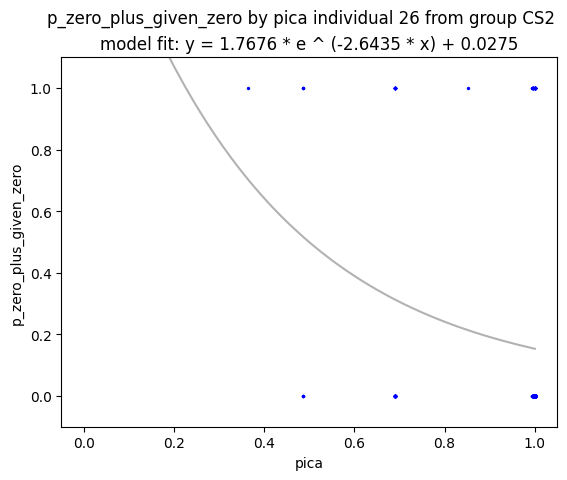 p_zero_plus_given_zero by pica individual 26 from group CS2
model fit: y = 1.7676 * e ^ (-2.6435 * x) + 0.0275
1.0
0.8
0.6
0.4
0.2
0.0
p_zero_plus_given_zero
0.0 0.2 0.4 0.6 0.8 1.0
pica